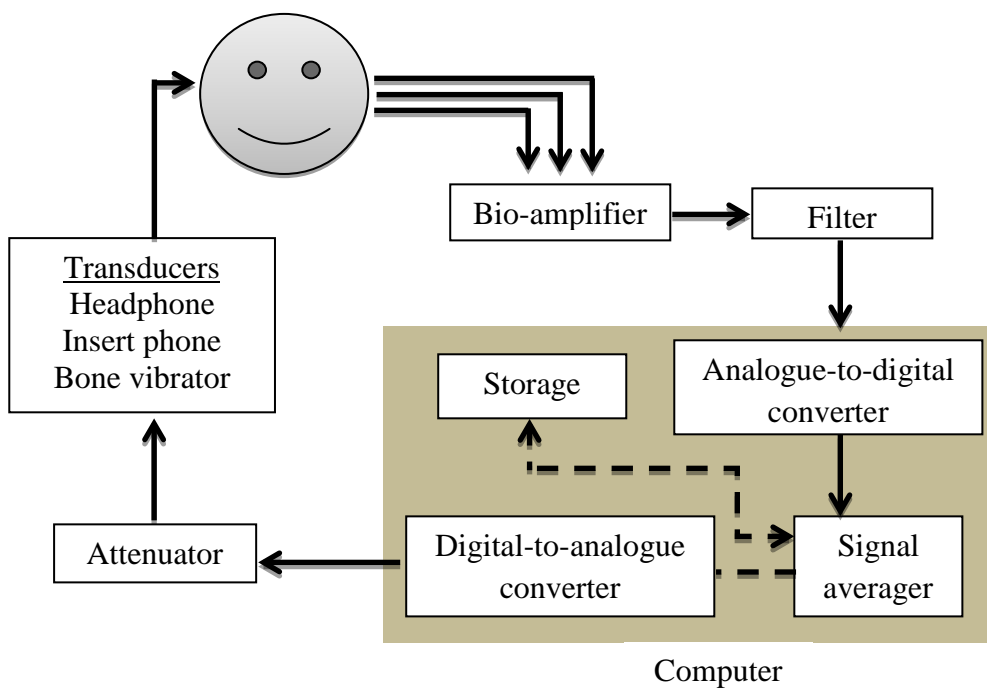 Bio-amplifier
Filter
Transducers
Headphone
Insert phone
Bone vibrator
Storage
Analogue-to-digital
converter
Attenuator
Digital-to-analogue
converter
Signal
averager
Computer